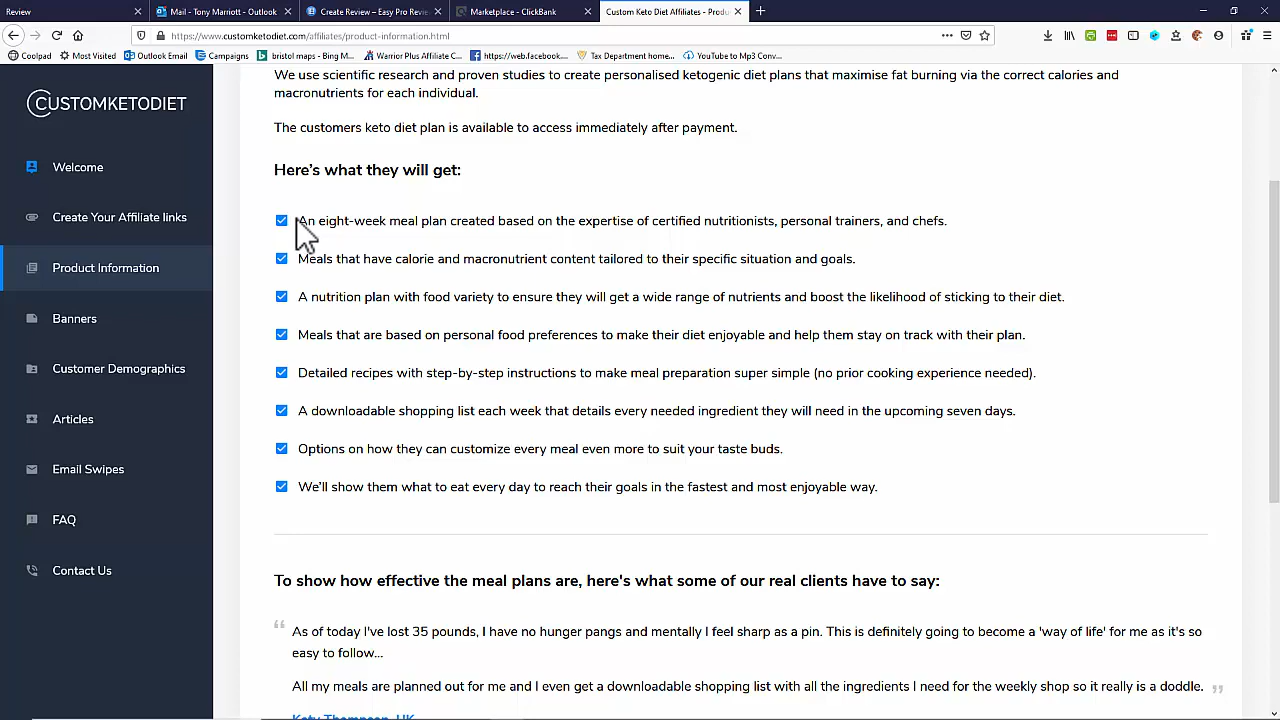 Review
Mail - Tony Marriott - Outlook
Create Review – Easy Pro Revie
Marketplace - ClickBank
Custom Keto Diet Affiliates - Produ
https://www.customketodiet.com/affiliates/product-information.html
Coolpad
Most Visited
Outlook Email
Campaigns
bristol maps - Bing M...
Warrior Plus Affiliate C...
https://web.facebook....
Tax Department home...
YouTube to Mp3 Conv...
CUSTOMKETODIET
Welcome
Create Your Affiliate links
Product Information
Banners
Customer Demographics
Articles
Email Swipes
FAQ
Contact Us
We use scientific research and proven studies to create personalised ketogenic diet plans that maximise fat burning via the correct calories and
macronutrients for each individual.
The customers keto diet plan is available to access immediately after payment.
Here's what they will get:
An eight-week meal plan created based on the expertise of certified nutritionists, personal trainers, and chefs.
Meals that have calorie and macronutrient content tailored to their specific situation and goals.
A nutrition plan with food variety to ensure they will get a wide range of nutrients and boost the likelihood of sticking to their diet.
Meals that are based on personal food preferences to make their diet enjoyable and help them stay on track with their plan.
Detailed recipes with step-by-step instructions to make meal preparation super simple (no prior cooking experience needed).
A downloadable shopping list each week that details every needed ingredient they will need in the upcoming seven days.
Options on how they can customize every meal even more to suit your taste buds.
We'll show them what to eat every day to reach their goals in the fastest and most enjoyable way.
To show how effective the meal plans are, here's what some of our real clients have to say:
“ As of today I've lost 35 pounds, I have no hunger pangs and mentally I feel sharp as a pin. This is definitely going to become a 'way of life' for me as it's so
easy to follow...
All my meals are planned out for me and I even get a downloadable shopping list with all the ingredients I need for the weekly shop so it really is a doddle. ”
Katy Thompson, UK